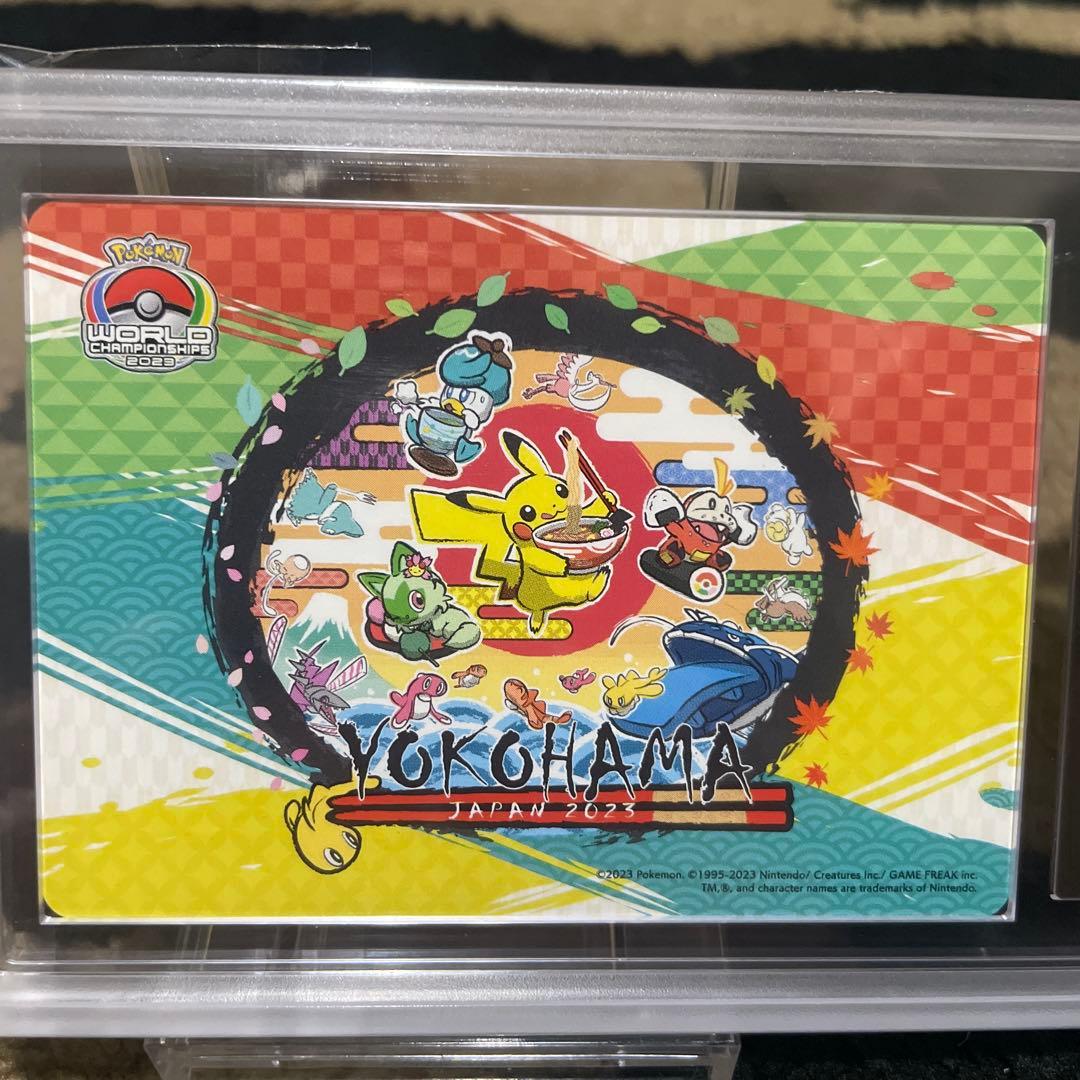 POKéMON
WORLD
CHAMPIONSHIPS
2023
YOKOHAMA
JAPAN 2023
©2023 Pokemon. ©1995-2023 Nintendo/ Creatures Inc./ GAME FREAK inc.
TM,®, and character names are trademarks of Nintendo.